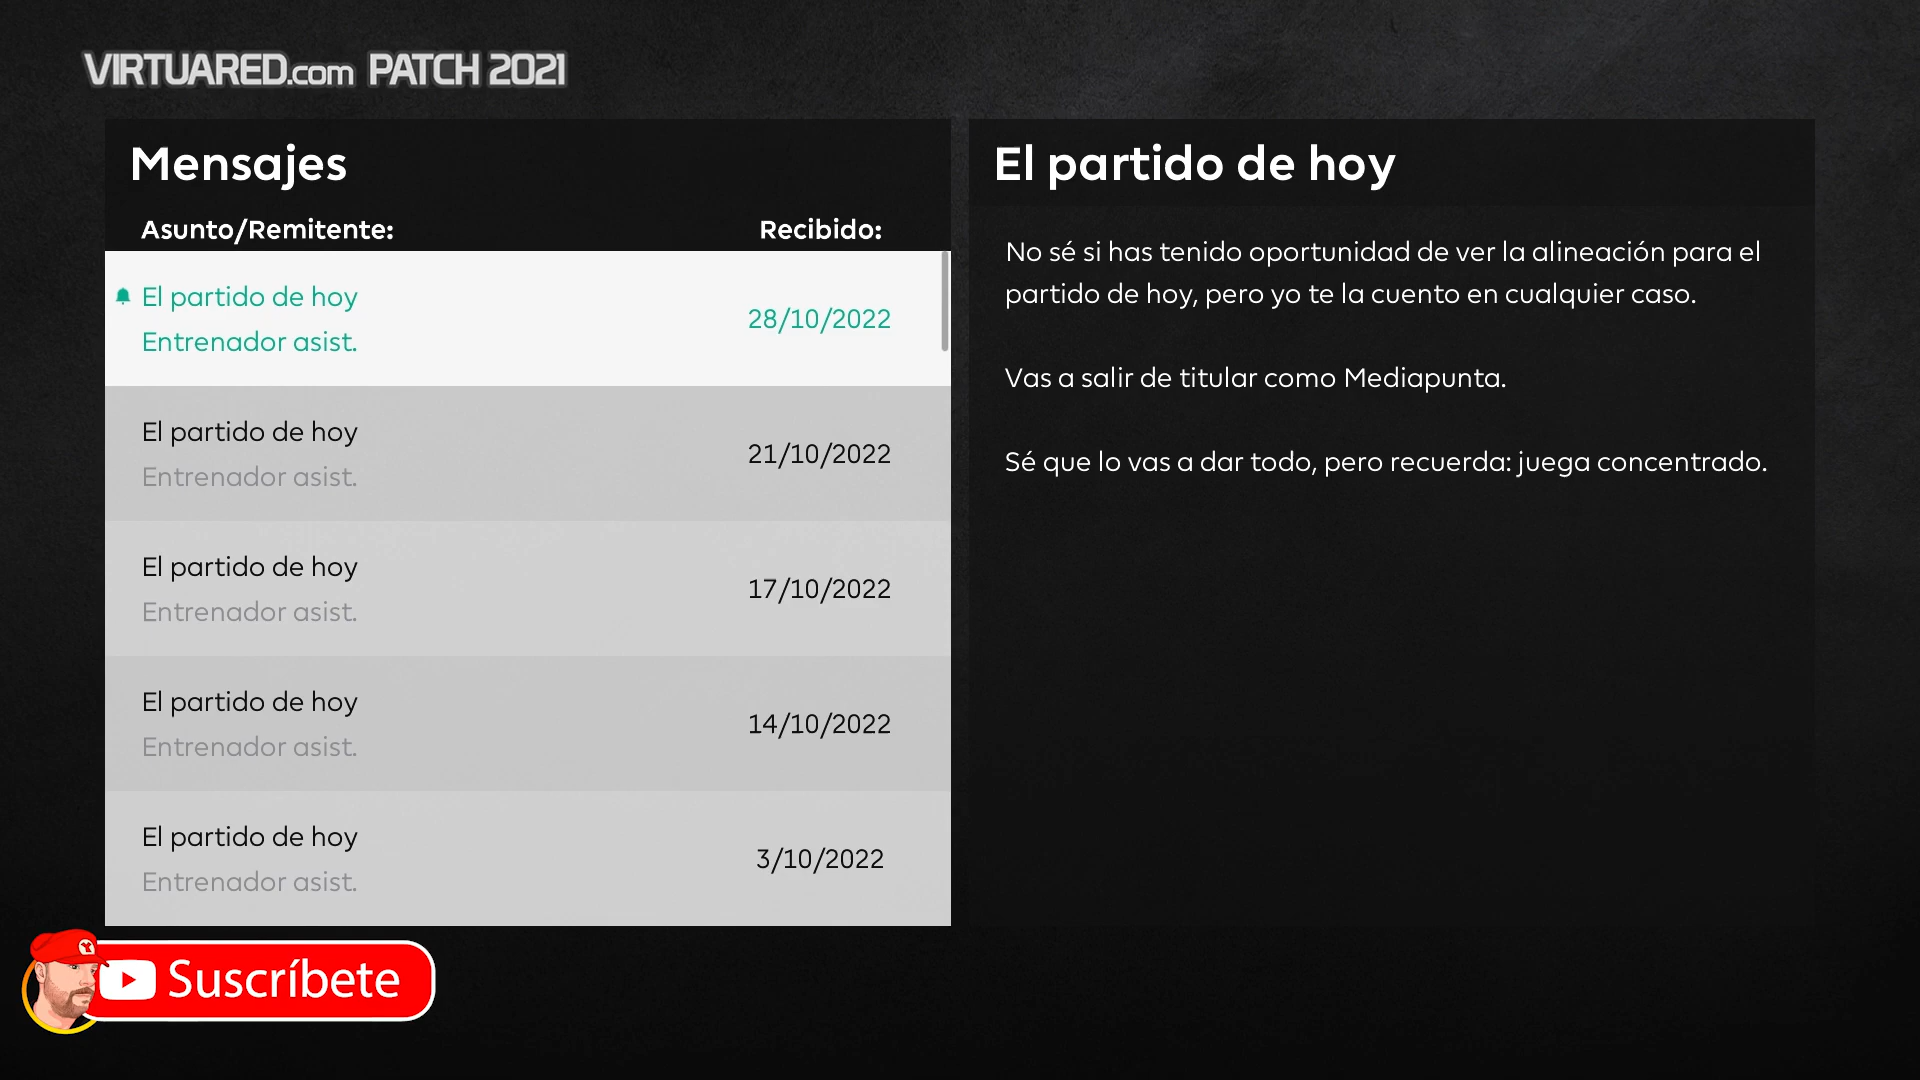 VIRTUARED.com PATCH 2021
Mensajes
Asunto/Remitente: Recibido:
El partido de hoy
Entrenador asist.
28/10/2022
El partido de hoy
Entrenador asist.
21/10/2022
El partido de hoy
Entrenador asist.
17/10/2022
El partido de hoy
Entrenador asist.
14/10/2022
El partido de hoy
Entrenador asist.
3/10/2022
El partido de hoy
No sé si has tenido oportunidad de ver la alineación para el
partido de hoy, pero yo te la cuento en cualquier caso.
Vas a salir de titular como Mediapunta.
Sé que lo vas a dar todo, pero recuerda: juega concentrado.
Suscríbete